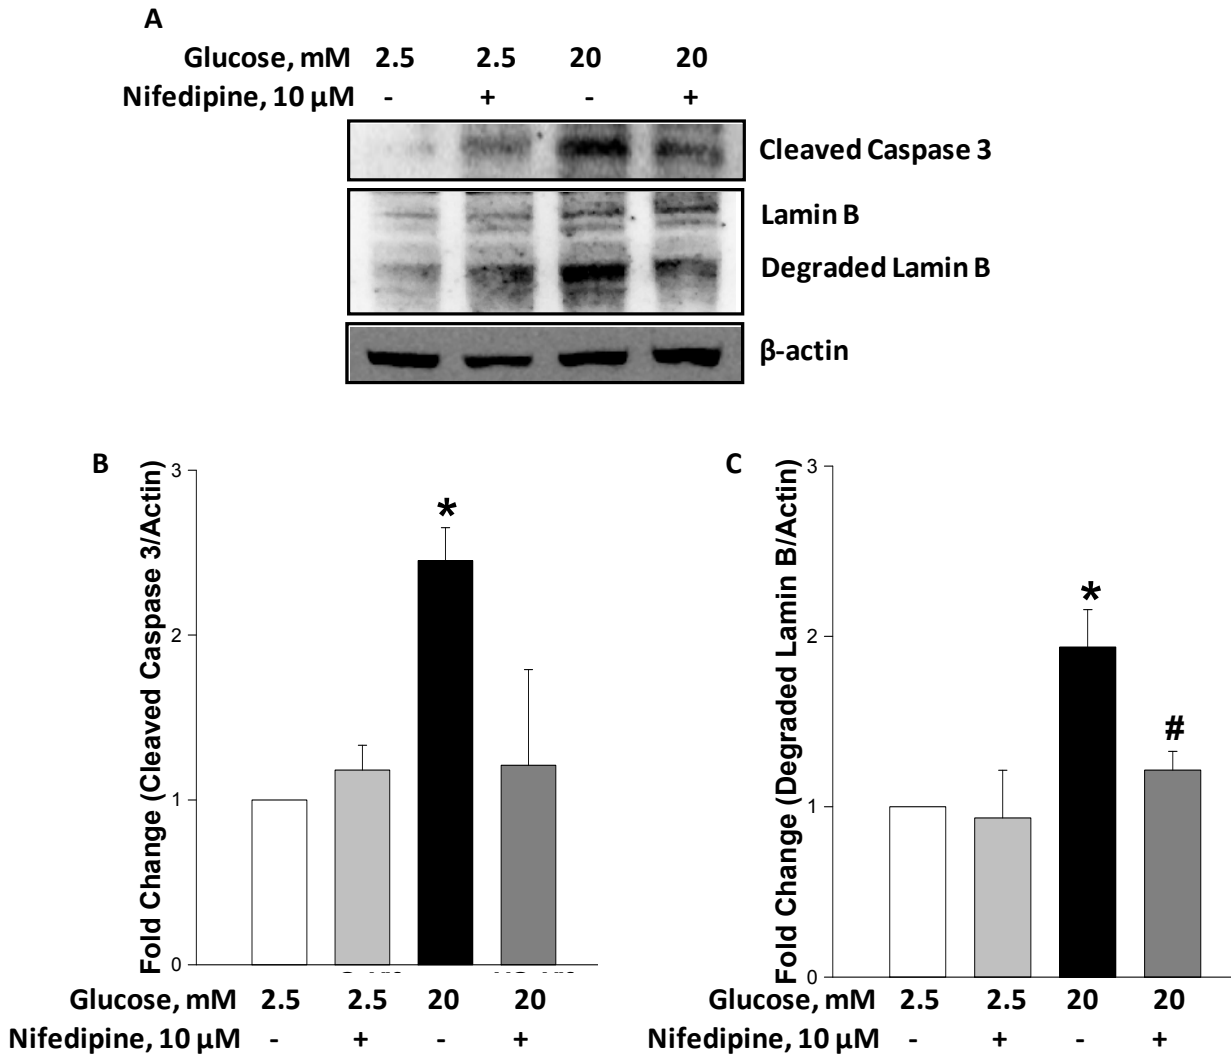 A
Glucose, mM 2.5 2.5 20 20
Nifedipine, 10 µM - + - +
Cleaved Caspase 3
Lamin B
Degraded Lamin B
β-actin
B
Fold Change (Cleaved Caspase 3/Actin)
3
*
2
1
0
Glucose, mM 2.5 2.5 20 20
Nifedipine, 10 µM - + - +
C
Fold Change (Degraded Lamin B/Actin)
3
*
2
#
1
0
Glucose, mM 2.5 2.5 20 20
Nifedipine, 10 µM - + - +